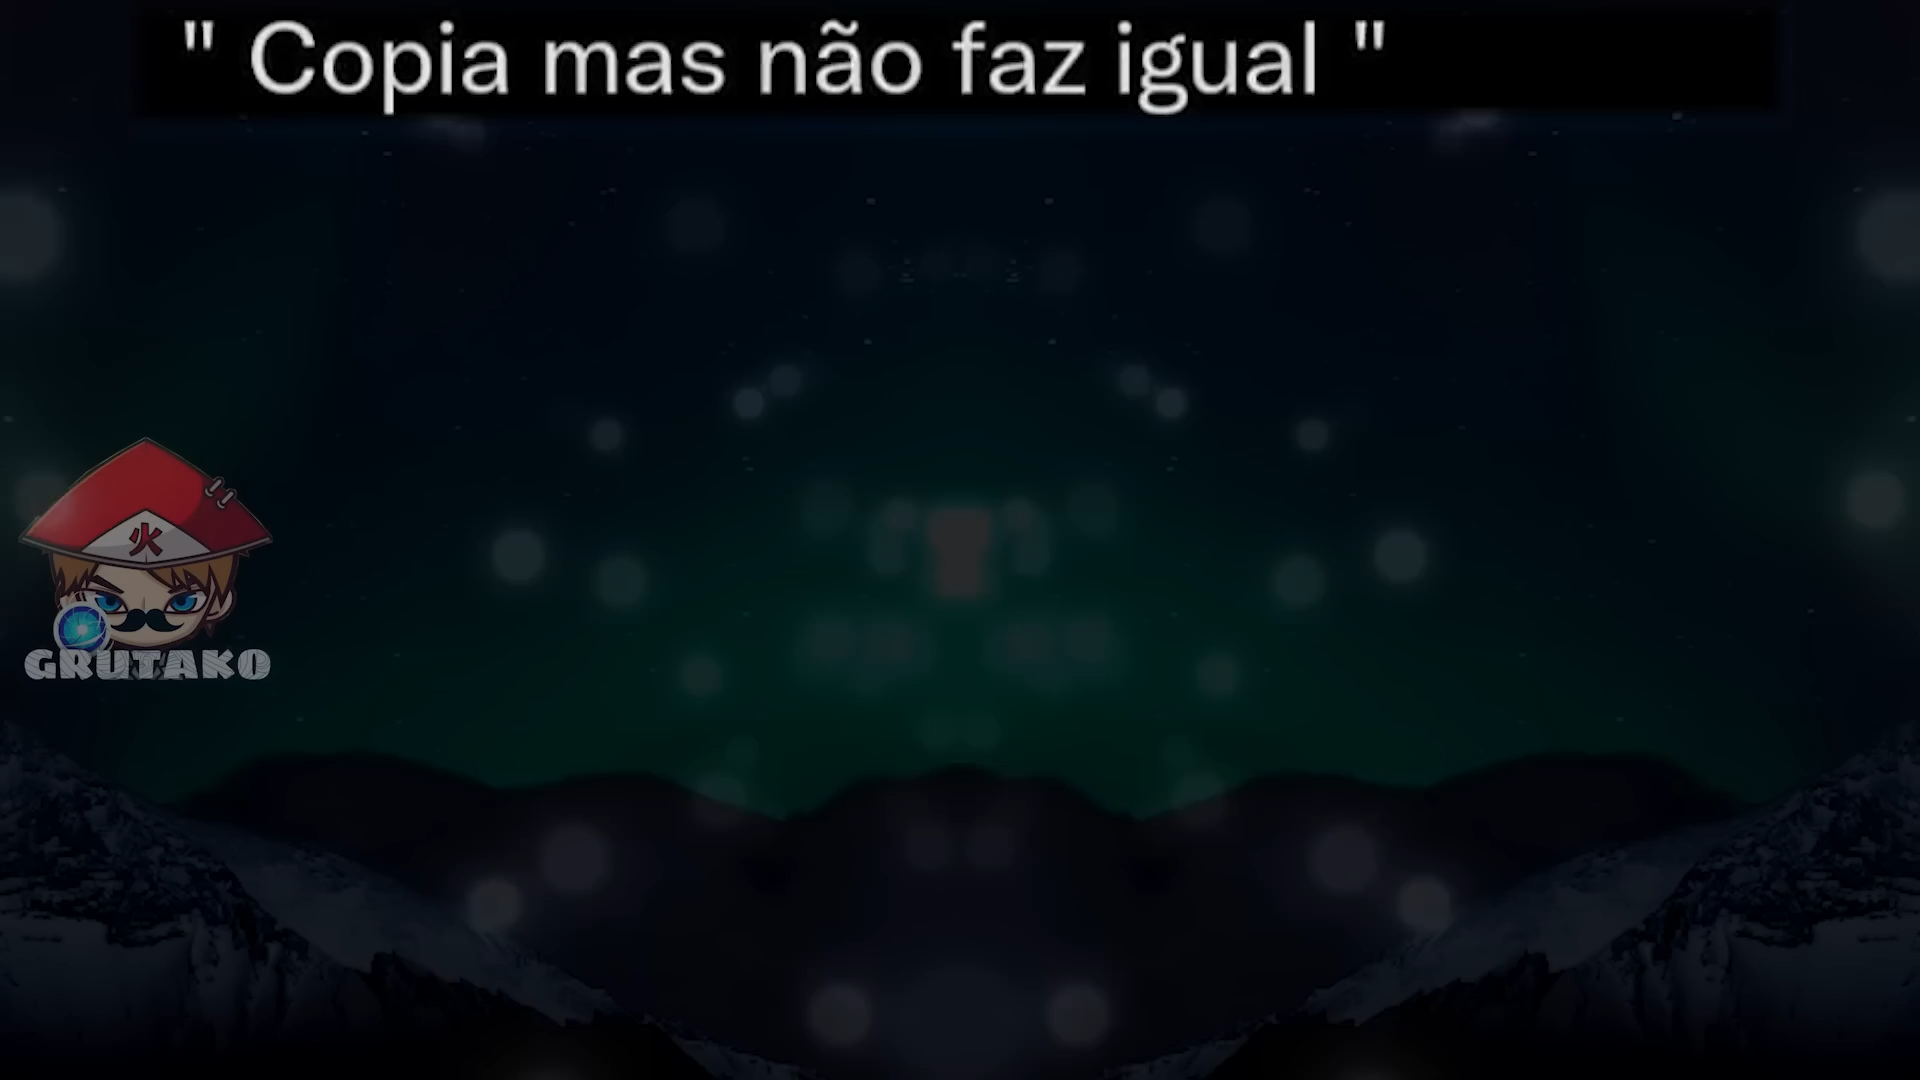 " Copia mas não faz igual "
火
GRUTAKO